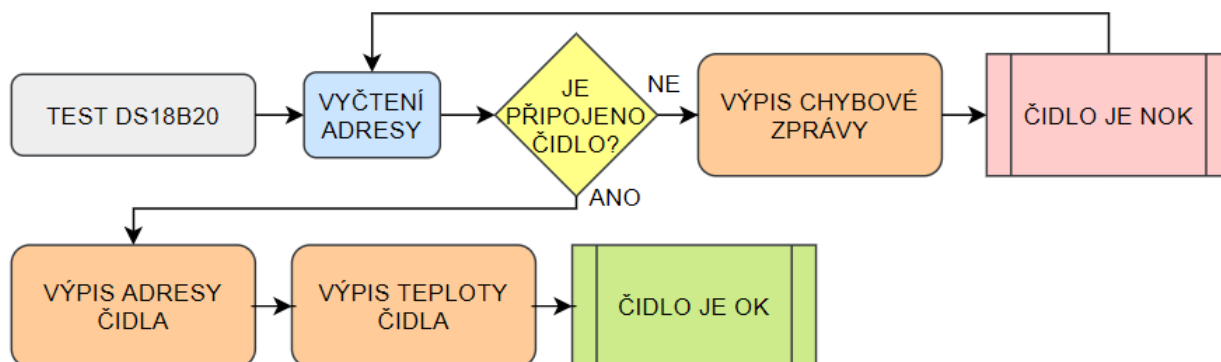 TEST DS18B20
VYČTENÍ
ADRESY
JE
PŘIPOJENO
ČIDLO?
NE
VÝPIS CHYBOVÉ
ZPRÁVY
ČIDLO JE NOK
ANO
VÝPIS ADRESY
ČIDLA
VÝPIS TEPLOTY
ČIDLA
ČIDLO JE OK